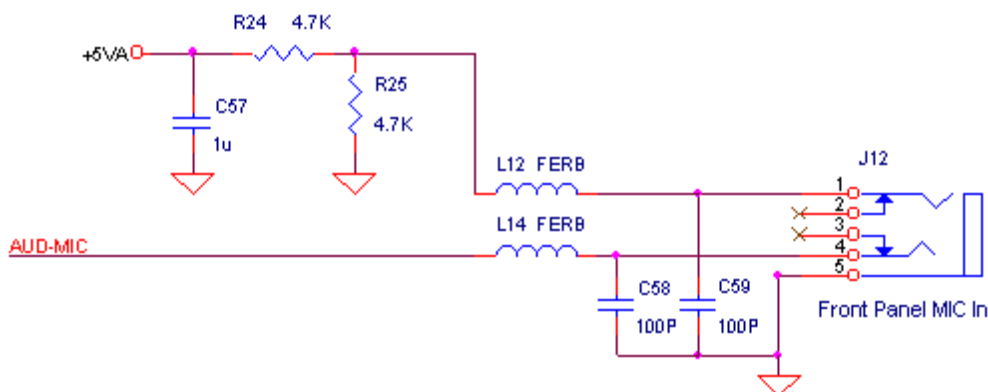 R24 4.7K
+5VA
R25
4.7K
C57
1u
L12 FERB
J12
1
2
3
4
5
L14 FERB
AUD-MIC
C58
100P
C59
100P
Front Panel MIC In